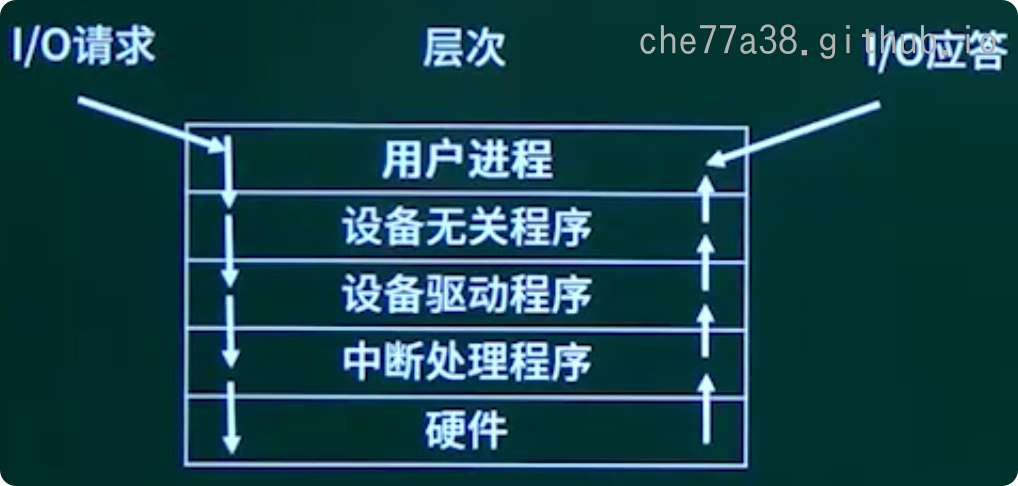 I/O请求
层次
che77a38.github.io
I/O应答
用户进程
设备无关程序
设备驱动程序
中断处理程序
硬件